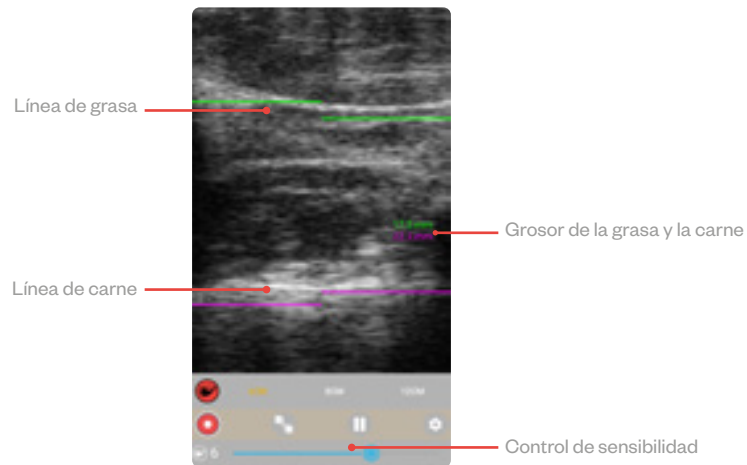 Línea de grasa
Grosor de la grasa y la carne
Línea de carne
Control de sensibilidad